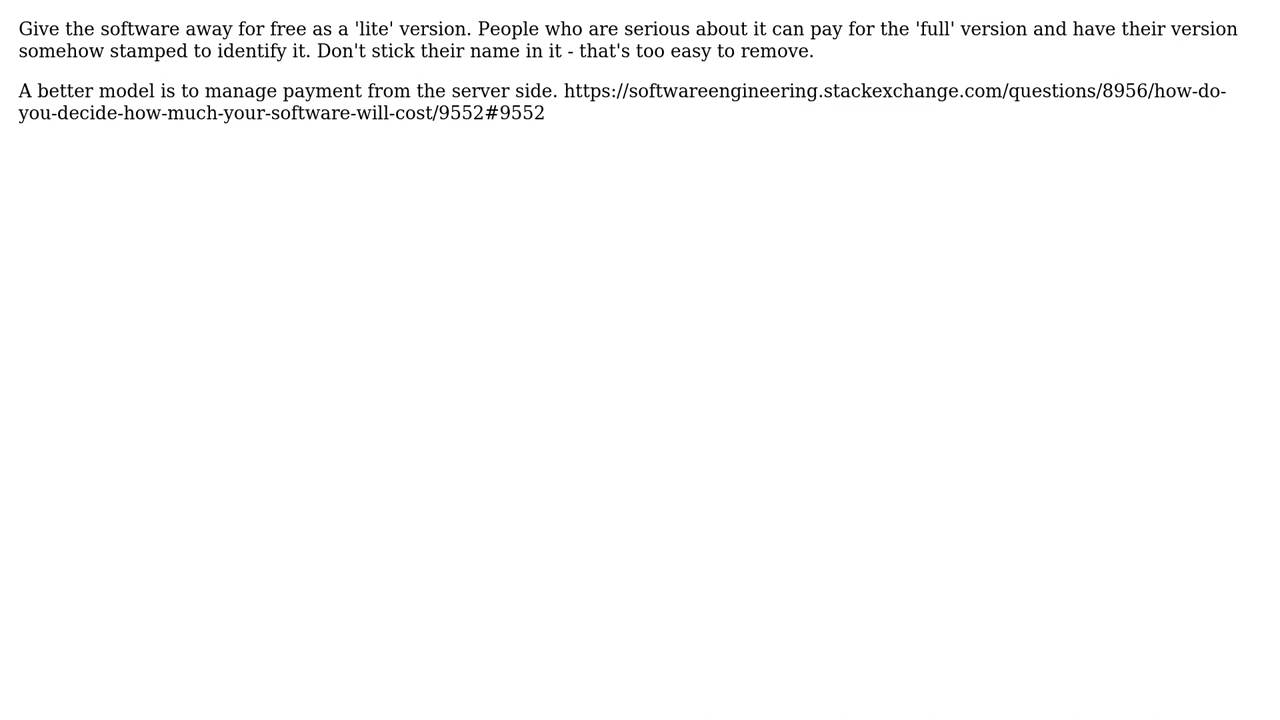 Give the software away for free as a 'lite' version. People who are serious about it can pay for the 'full' version and have their version
somehow stamped to identify it. Don't stick their name in it - that's too easy to remove.
A better model is to manage payment from the server side. https://softwareengineering.stackexchange.com/questions/8956/how-do-
you-decide-how-much-your-software-will-cost/9552#9552